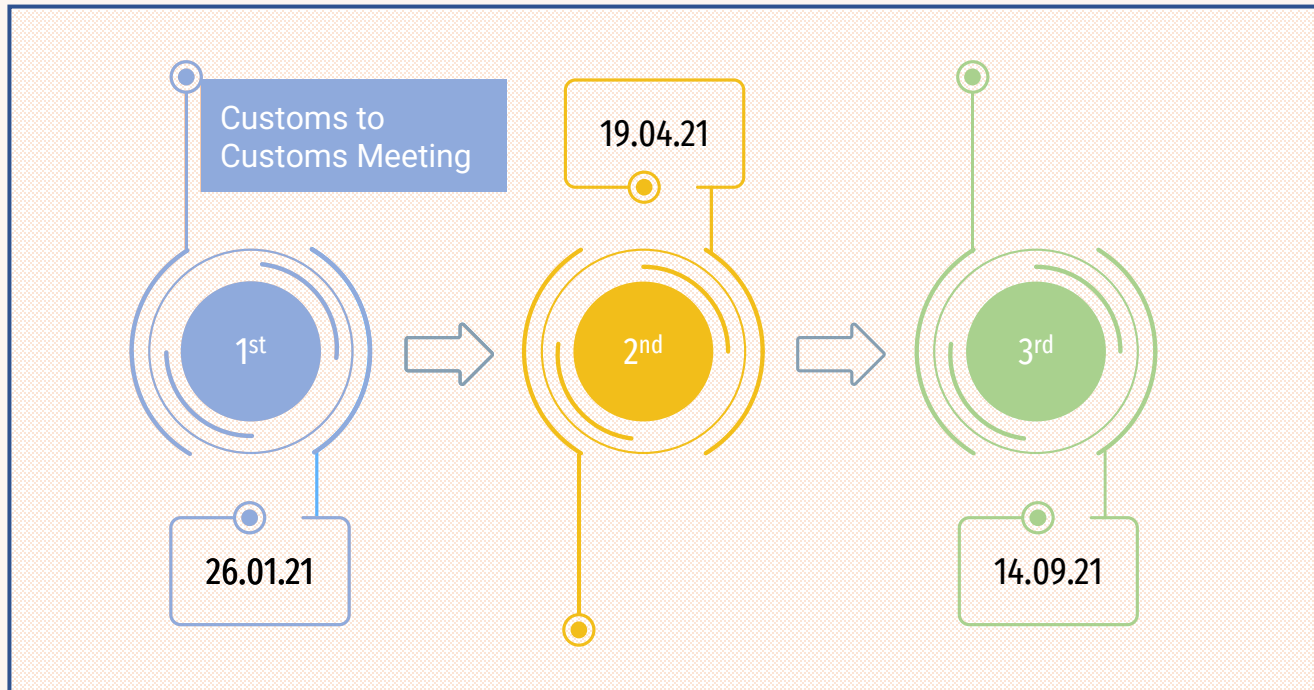 Customs to
Customs Meeting
19.04.21
1st
2nd
3rd
26.01.21
14.09.21